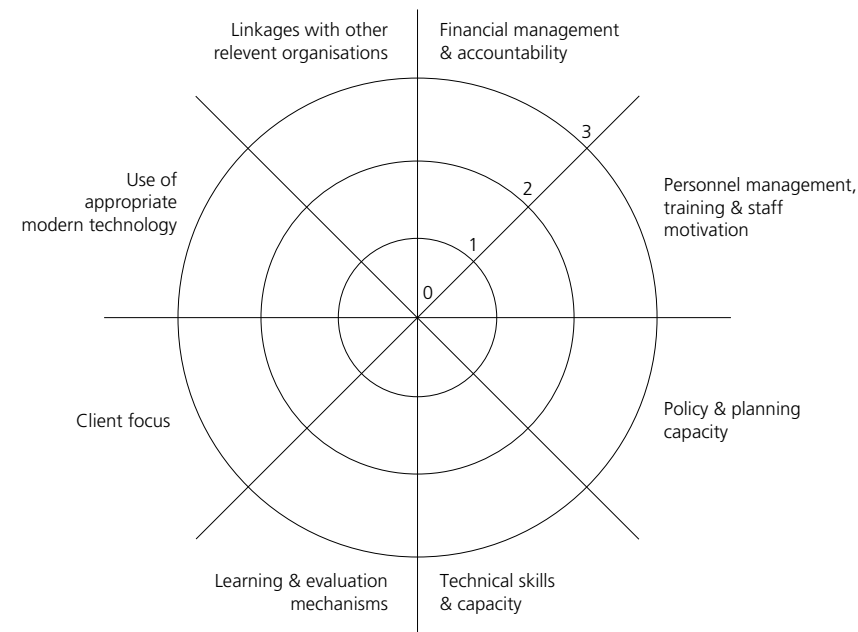 Linkages with other
relevent organisations
Financial management
& accountability
3
Use of
appropriate
modern technology
2
Personnel management,
training & staff
motivation
1
0
Client focus
Policy & planning
capacity
Learning & evaluation
mechanisms
Technical skills
& capacity